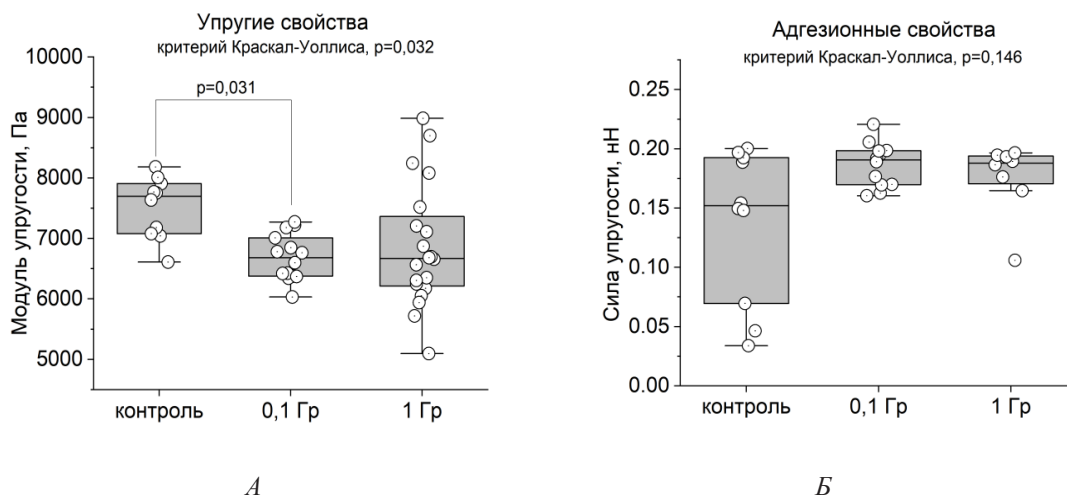 Упругие свойства
критерий Краскал-Уоллиса, p=0,032
p=0,031
Модуль упругости, Па
10000
9000
8000
7000
6000
5000
контроль
0,1 Гр
1 Гр
А
Адгезионные свойства
критерий Краскал-Уоллиса, p=0,146
Сила упругости, нН
0.25
0.20
0.15
0.10
0.05
0.00
контроль
0,1 Гр
1 Гр
Б